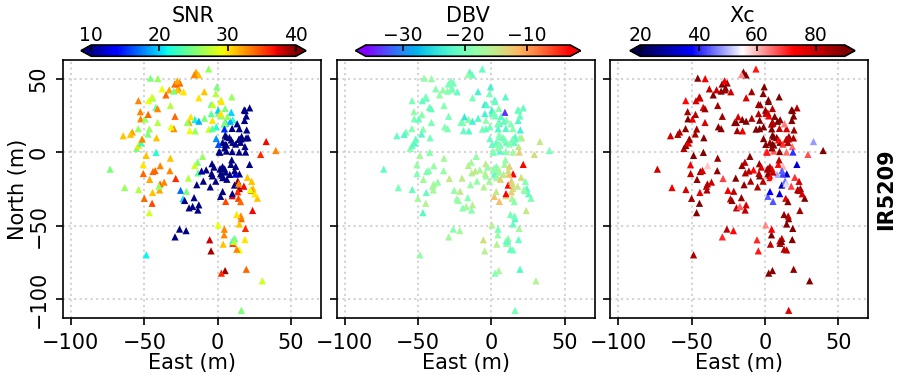 SNR DBV Xc
10 20 30 40 −30 −20 −10 20 40 60 80
50
0
−50
−100
North (m)
IR5209
−100 −50 0 50 −100 −50 0 50 −100 −50 0 50
East (m) East (m) East (m)